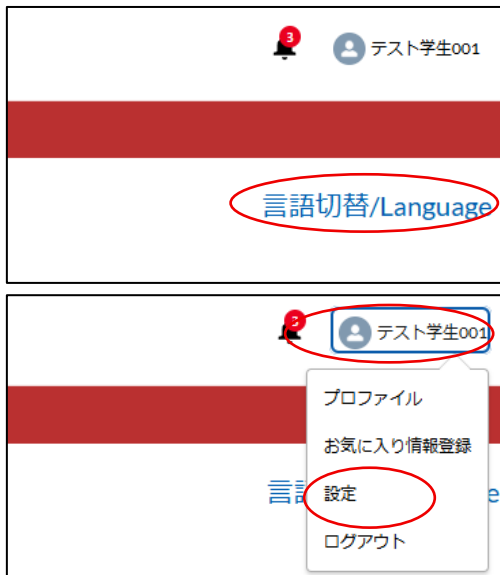 3
テスト学生001
言語切替/Language
テスト学生001
プロファイル
お気に入り情報登録
言
設定
e
ログアウト